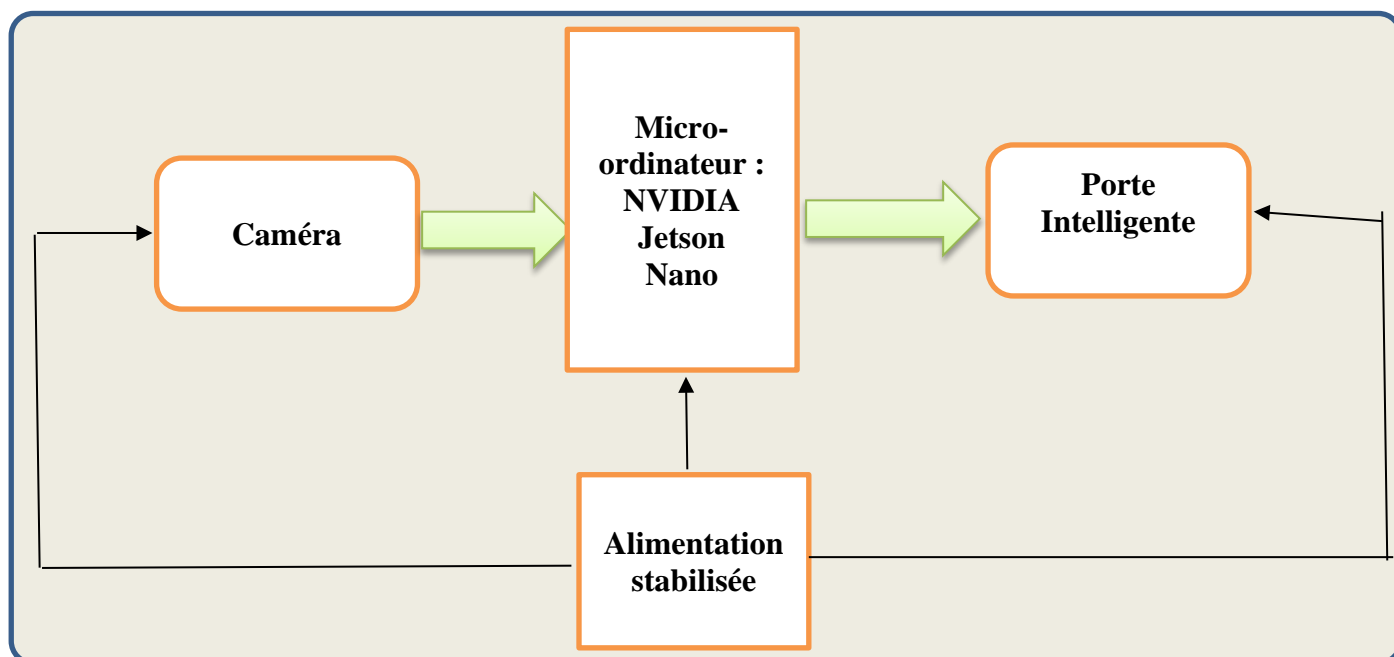 Caméra
Micro-
ordinateur :
NVIDIA
Jetson
Nano
Porte
Intelligente
Alimentation
stabilisée